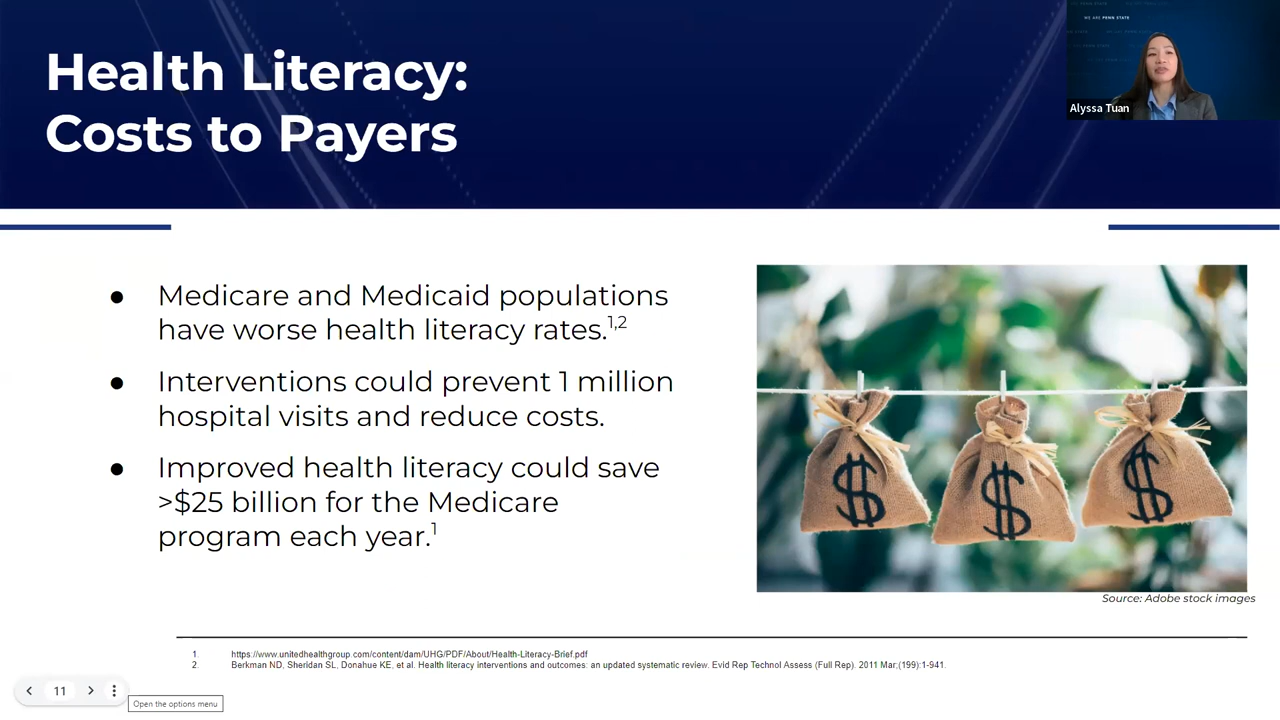 Health Literacy:
Costs to Payers
WE ARE PENN STATE
Alyssa Tuan
● Medicare and Medicaid populations
have worse health literacy rates.1,2
● Interventions could prevent 1 million
hospital visits and reduce costs.
● Improved health literacy could save
>$25 billion for the Medicare
program each year.1
$ $ $
Source: Adobe stock images
1. https://www.unitedhealthgroup.com/content/dam/UHG/PDF/About/Health-Literacy-Brief.pdf
2. Berkman ND, Sheridan SL, Donahue KE, et al. Health literacy interventions and outcomes: an updated systematic review. Evid Rep Technol Assess (Full Rep). 2011 Mar;(199):1-941.
11
Open the options menu